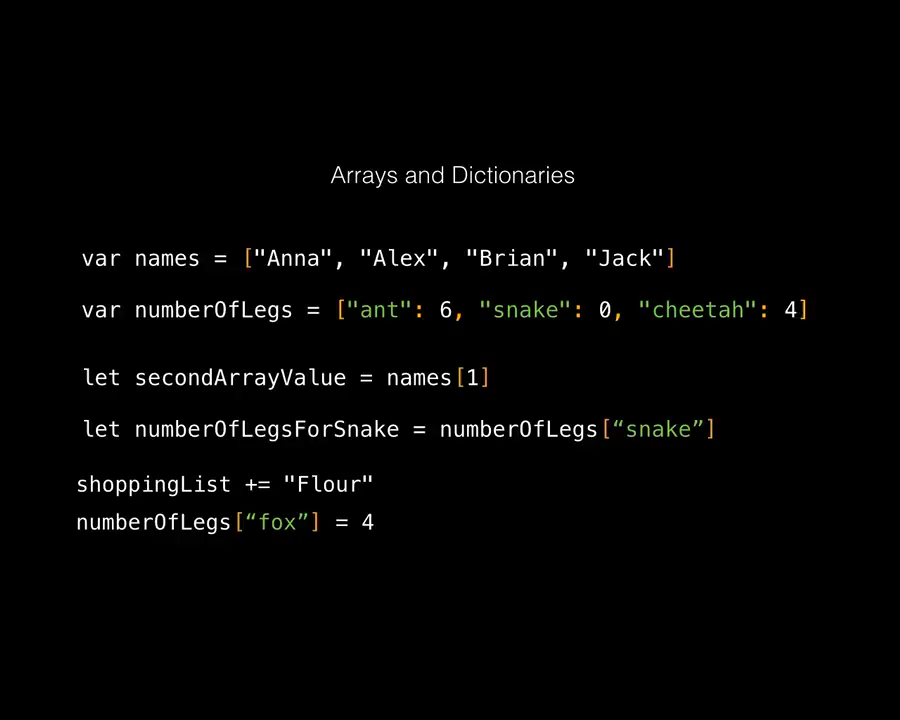 Arrays and Dictionaries
var names = ["Anna", "Alex", "Brian", "Jack"]
var numberOfLegs = ["ant": 6, "snake": 0, "cheetah": 4]
let secondArrayValue = names[1]
let numberOfLegsForSnake = numberOfLegs[“snake”]
shoppingList += "Flour"
numberOfLegs[“fox”] = 4